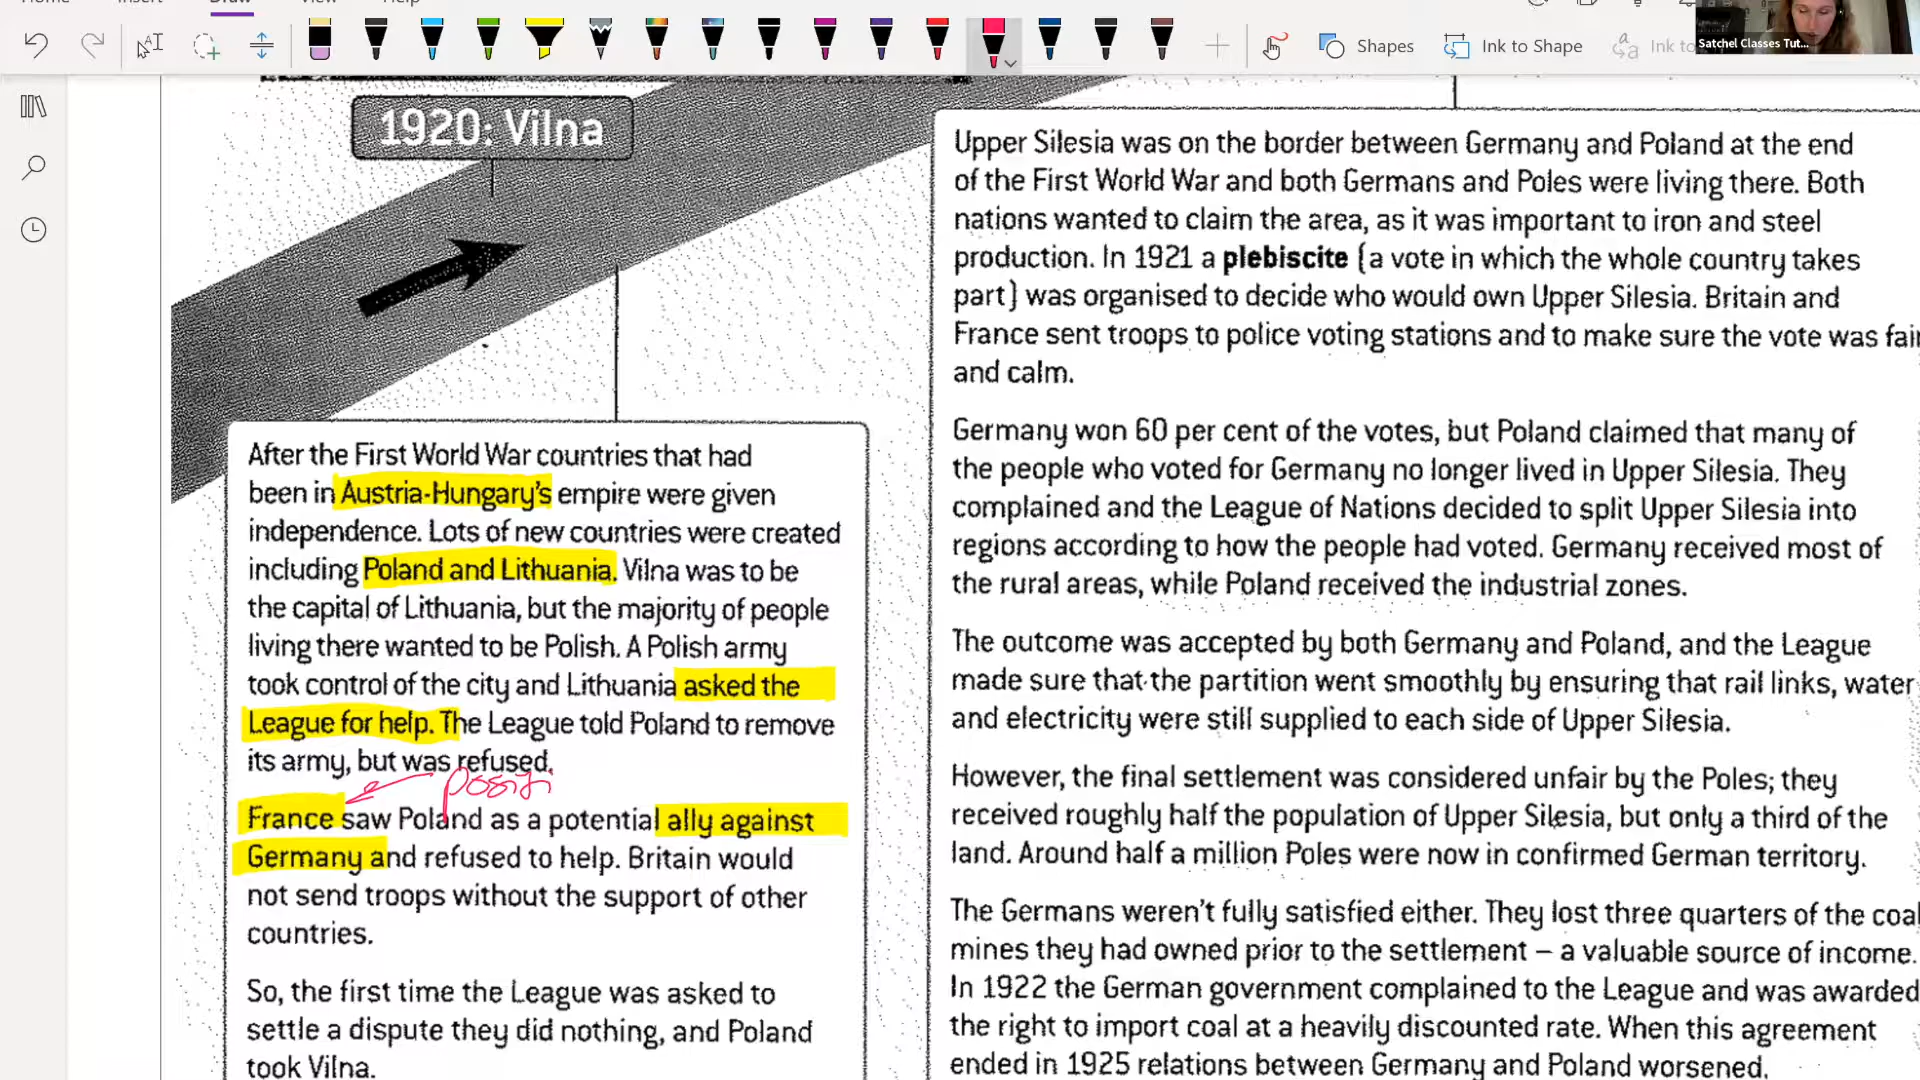 Home
Insert
Draw
View
Help
Shapes
Ink to Shape
Ink to
Satchel Classes Tut...
1920: Vilna
After the First World War countries that had
been in Austria-Hungary's empire were given
independence. Lots of new countries were created
including Poland and Lithuania. Vilna was to be
the capital of Lithuania, but the majority of people
living there wanted to be Polish. A Polish army
took control of the city and Lithuania asked the
League for help. The League told Poland to remove
its army, but was refused.
France saw Poland as a potential ally against
Germany and refused to help. Britain would
not send troops without the support of other
countries.
So, the first time the League was asked to
settle a dispute they did nothing, and Poland
took Vilna.
Upper Silesia was on the border between Germany and Poland at the end
of the First World War and both Germans and Poles were living there. Both
nations wanted to claim the area, as it was important to iron and steel
production. In 1921 a plebiscite (a vote in which the whole country takes
part) was organised to decide who would own Upper Silesia. Britain and
France sent troops to police voting stations and to make sure the vote was fair
and calm.
Germany won 60 per cent of the votes, but Poland claimed that many of
the people who voted for Germany no longer lived in Upper Silesia. They
complained and the League of Nations decided to split Upper Silesia into
regions according to how the people had voted. Germany received most of
the rural areas, while Poland received the industrial zones.
The outcome was accepted by both Germany and Poland, and the League
made sure that the partition went smoothly by ensuring that rail links, water
and electricity were still supplied to each side of Upper Silesia.
However, the final settlement was considered unfair by the Poles; they
received roughly half the population of Upper Silesia, but only a third of the
land. Around half a million Poles were now in confirmed German territory.
The Germans weren't fully satisfied either. They lost three quarters of the coal
mines they had owned prior to the settlement – a valuable source of income.
In 1922 the German government complained to the League and was awarded
the right to import coal at a heavily discounted rate. When this agreement
ended in 1925 relations between Germany and Poland worsened.